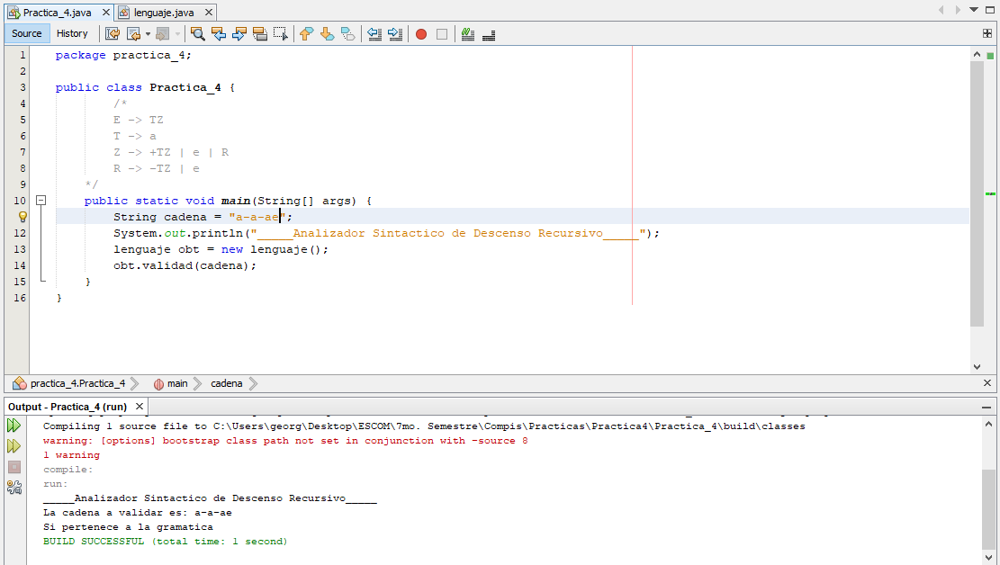 Practica_4.java lenguaje.java
Source History
1 package practica_4;
2
3 public class Practica_4 {
4 /*
5 E -> TZ
6 T -> a
7 Z -> +TZ | e | R
8 R -> -TZ | e
9 */
10 public static void main(String[] args) {
String cadena = "a-a-ae";
12 System.out.println("_____Analizador Sintactico de Descenso Recursivo_____");
13 lenguaje obt = new lenguaje();
14 obt.validad(cadena);
15 }
16 }
practica_4.Practica_4 main cadena
Output - Practica_4 (run)
Compiling 1 source file to C:\Users\georg\Desktop\ESCOM\7mo. Semestre\Compis\Practicas\Practica4\Practica_4\build\classes
warning: [options] bootstrap class path not set in conjunction with -source 8
1 warning
compile:
run:
_____Analizador Sintactico de Descenso Recursivo_____
La cadena a validar es: a-a-ae
Si pertenece a la gramatica
BUILD SUCCESSFUL (total time: 1 second)